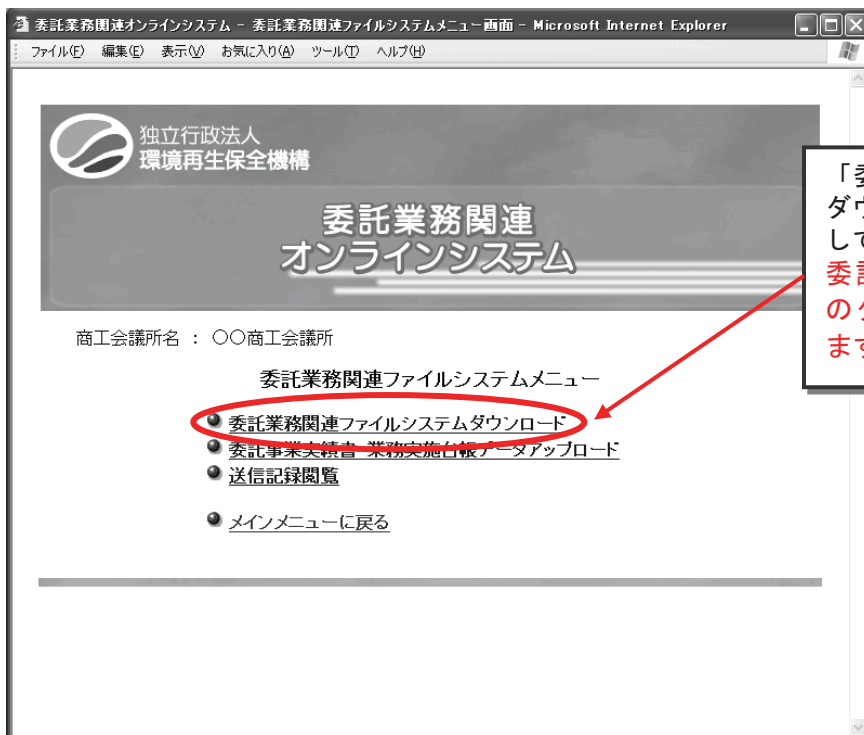 委託業務関連オンラインシステム - 委託業務関連ファイルシステムメニュー画面 - Microsoft Internet Explorer
ファイル(F) 編集(E) 表示(V) お気に入り(A) ツール(T) ヘルプ(H)
独立行政法人
環境再生保全機構
委託業務関連
オンラインシステム
商工会議所名 : 〇〇商工会議所
委託業務関連ファイルシステムメニュー
委託業務関連ファイルシステムダウンロード
委託事業実績書・業務実施台帳データアップロード
送信記録閲覧
メインメニューに戻る
「委
ダウ
して
委託
のダ
ます